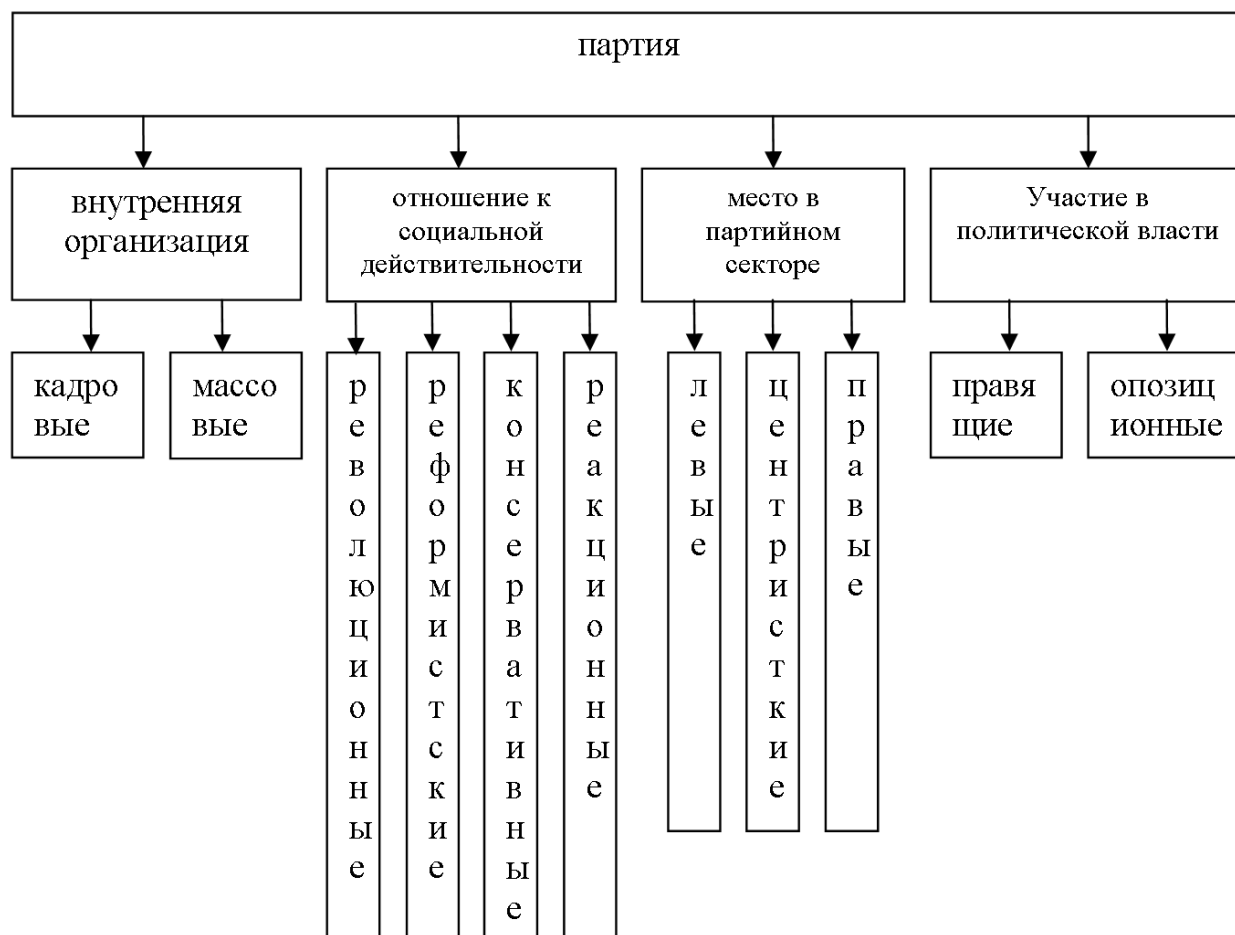 партия
внутренняя
организация
отношение к
социальной
действительности
место в
партийном
секторе
Участие в
политической власти
кадро
вые
массо
вые
революционные
реформистские
консервативные
реакционные
левые
центристкие
правые
правя
щие
опозиц
ионные